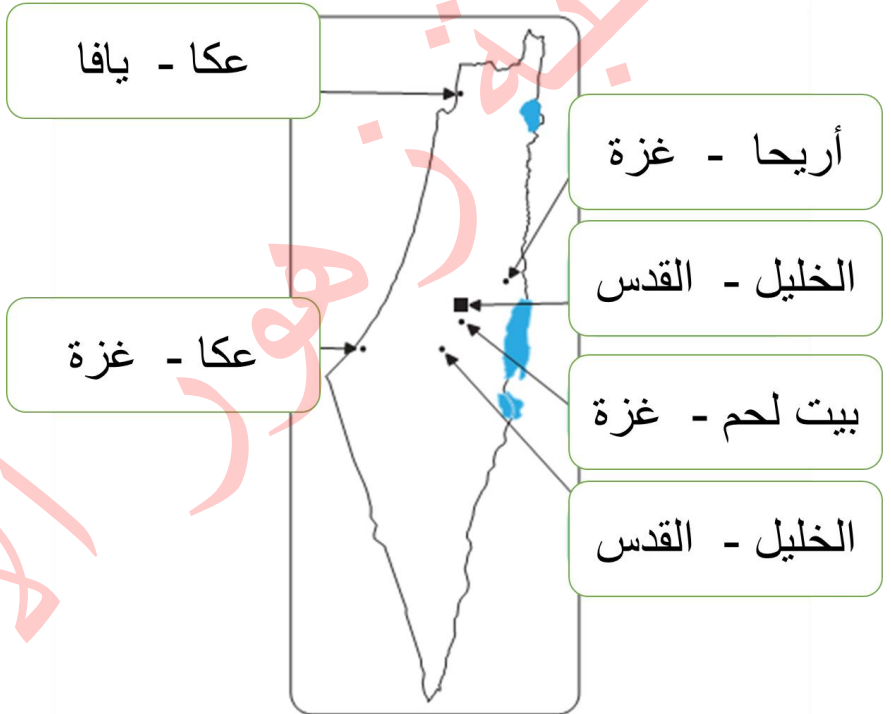 عكا - يافا
أريحا - غزة
الخليل - القدس
عكا - غزة
بيت لحم - غزة
الخليل - القدس